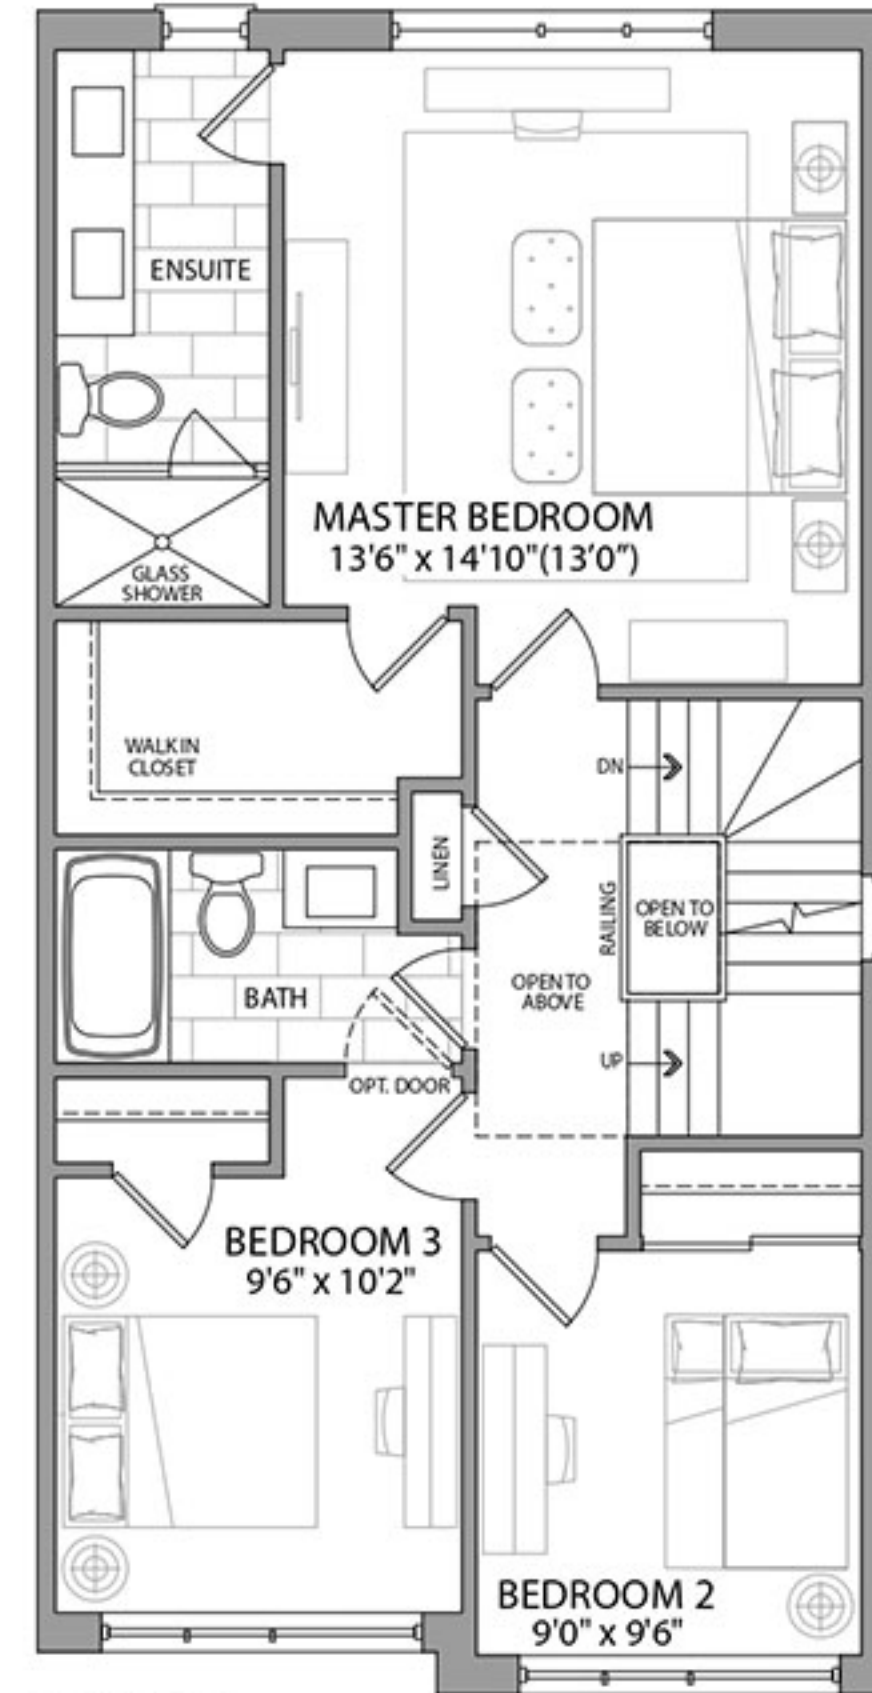 ENSUITE
MASTER BEDROOM
13'6" x 14'10"(13'0")
GLASS
SHOWER
WALK IN
CLOSET
DN
LINEN
RAILING
OPEN TO
BELOW
OPEN TO
ABOVE
BATH
UP
OPT. DOOR
BEDROOM 3
9'6" x 10'2"
BEDROOM 2
9'0" x 9'6"